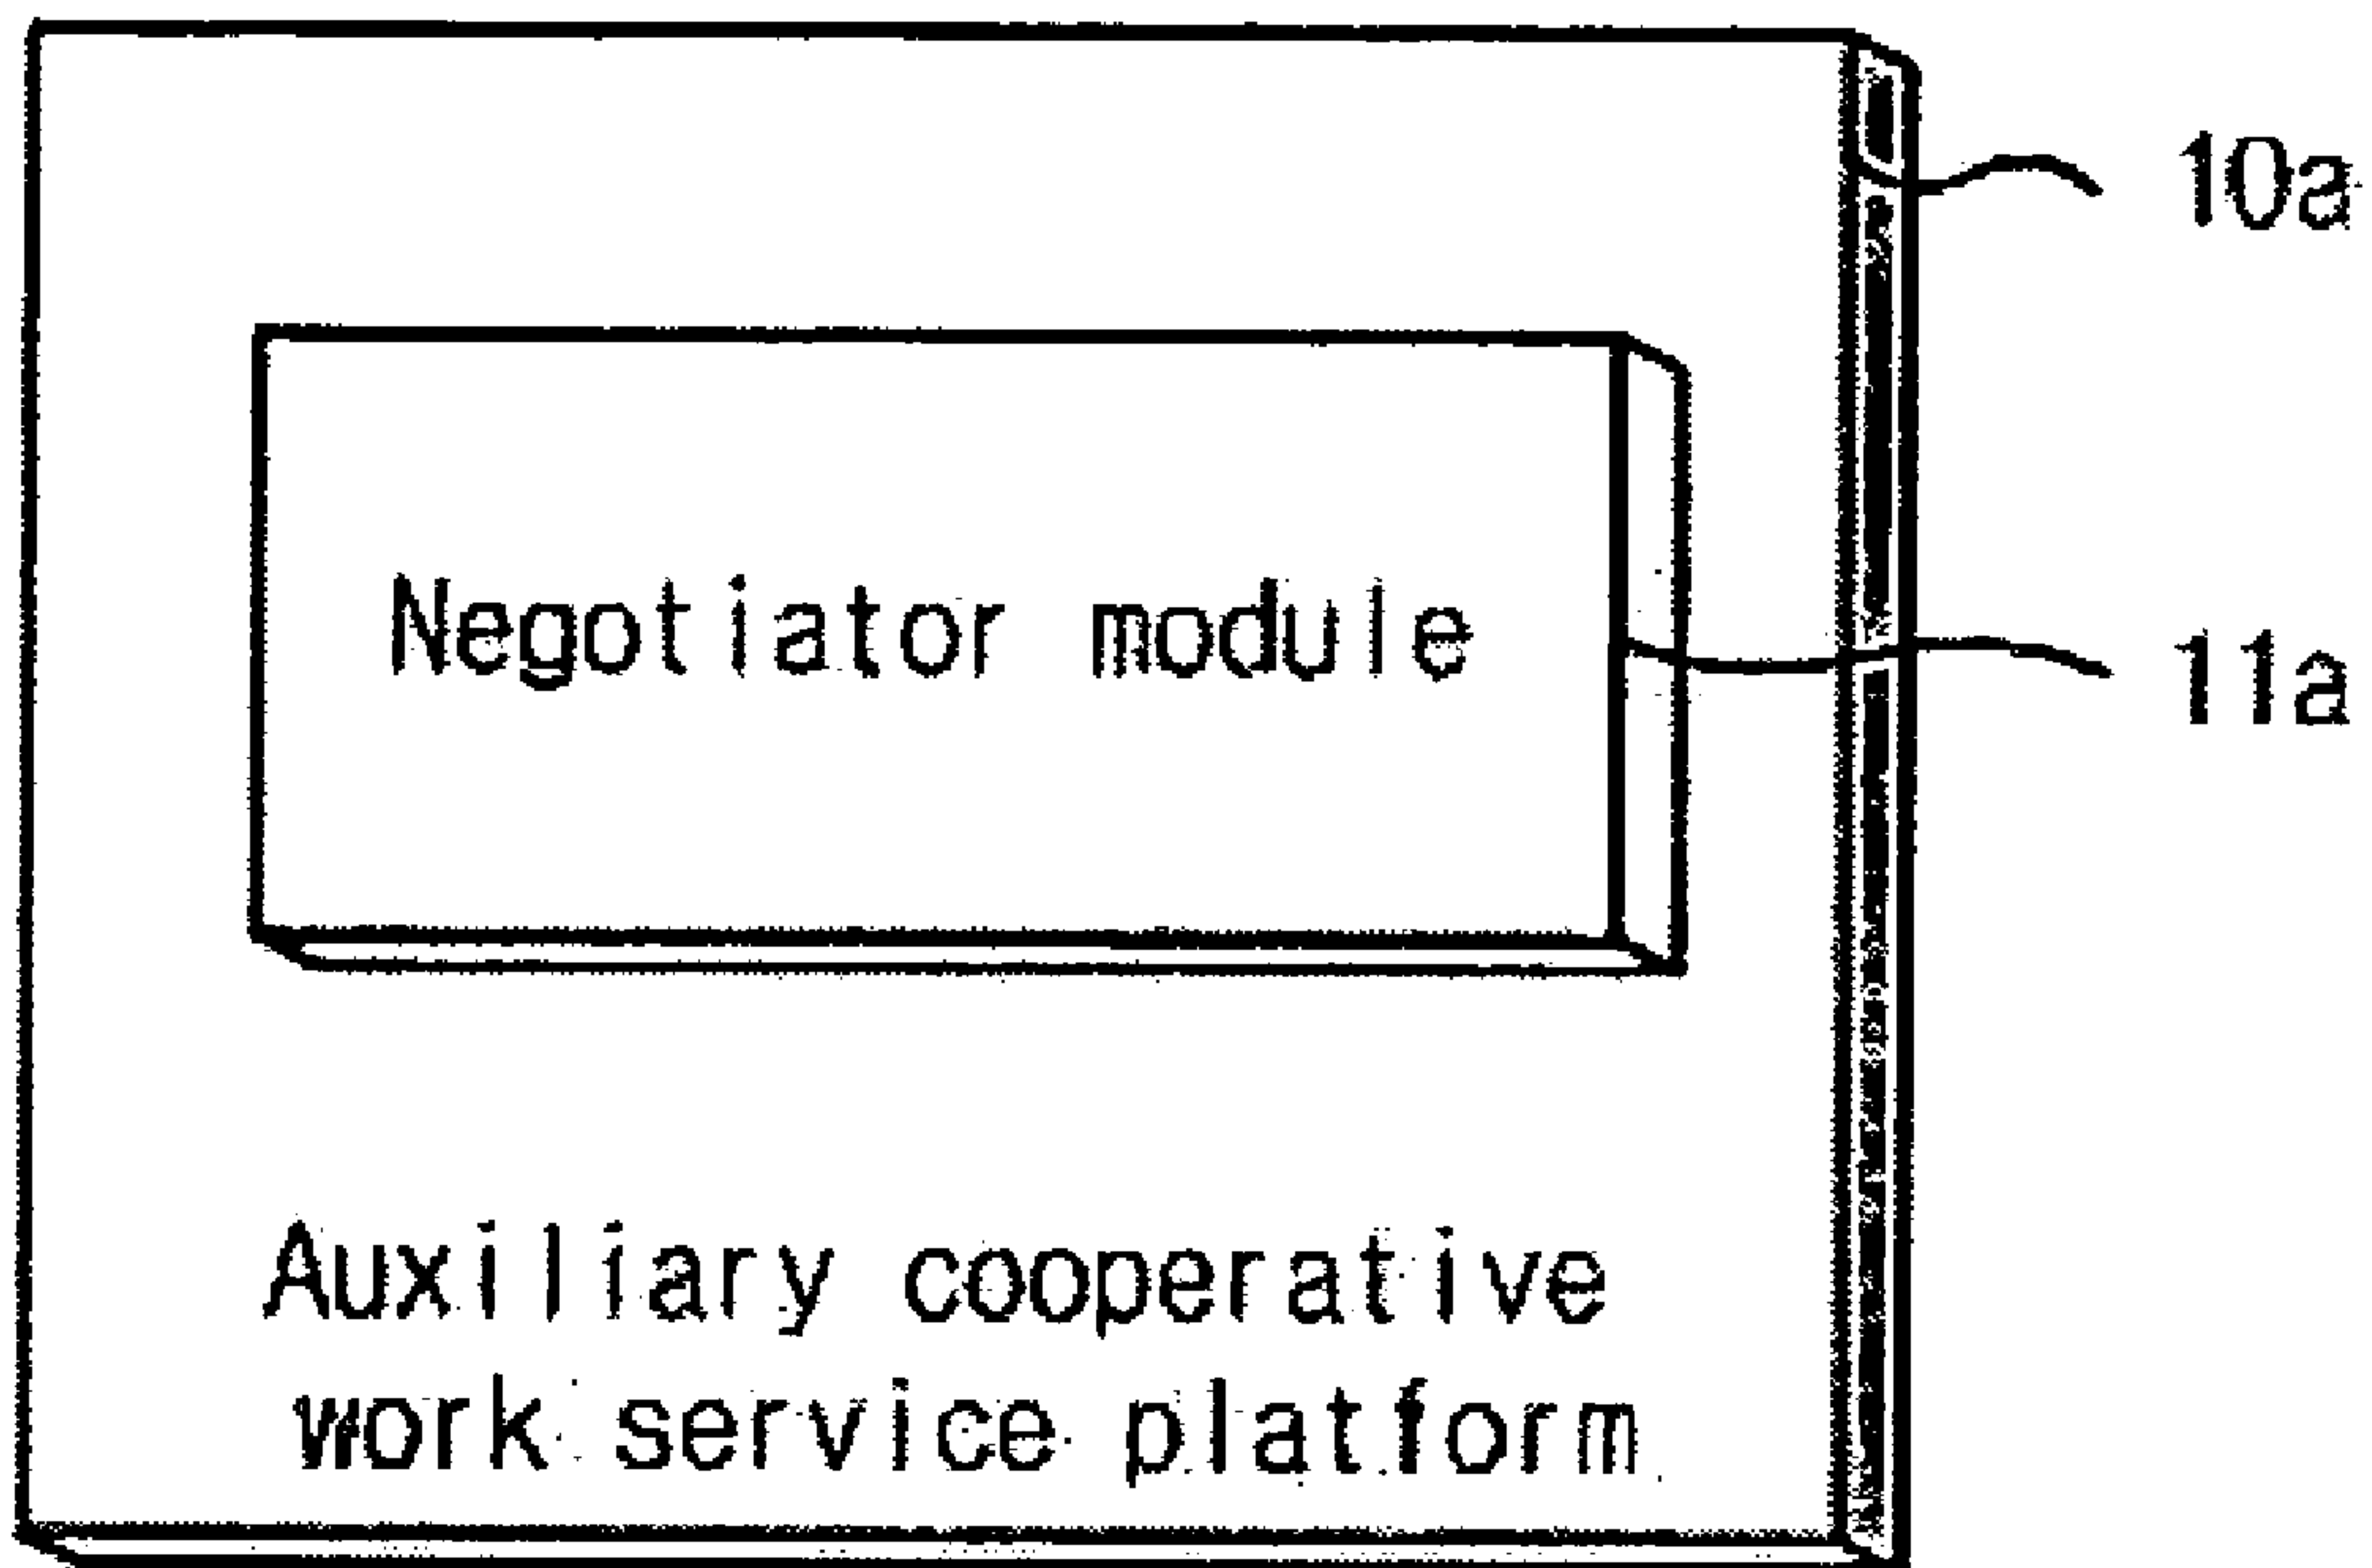 10a
Negotiator module
11a
Auxiliary cooperative
work service platform